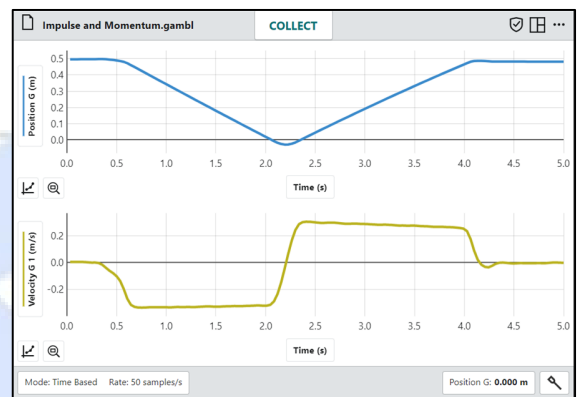 Impulse and Momentum.gambl
COLLECT
Position G (m)
0.5
0.4
0.3
0.2
0.1
0.0
0.0 0.5 1.0 1.5 2.0 2.5 3.0 3.5 4.0 4.5 5.0
Time (s)
Velocity G 1 (m/s)
0.2
0.0
-0.2
0.0 0.5 1.0 1.5 2.0 2.5 3.0 3.5 4.0 4.5 5.0
Time (s)
Mode: Time Based Rate: 50 samples/s
Position G: 0.000 m